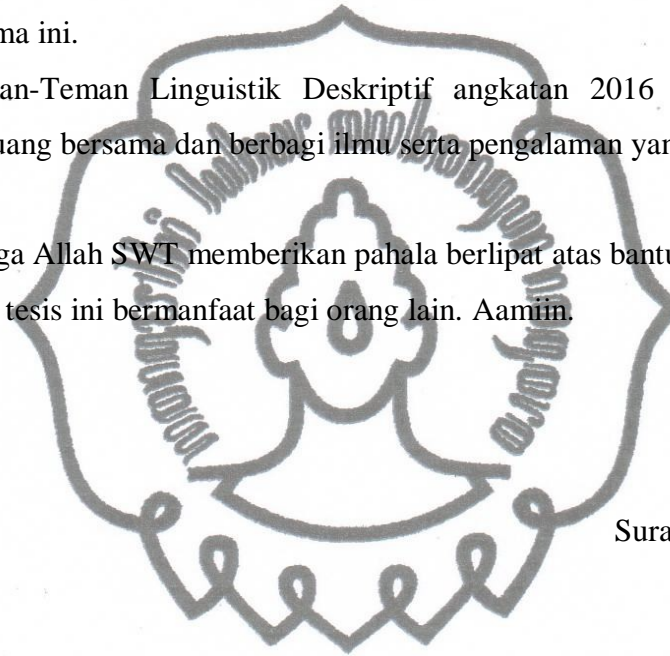 ma ini.
an-Teman Linguistik Deskriptif angkatan 2016
uang bersama dan berbagi ilmu serta pengalaman yan
ga Allah SWT memberikan pahala berlipat atas bantu
tesis ini bermanfaat bagi orang lain. Aamiin.
Sura